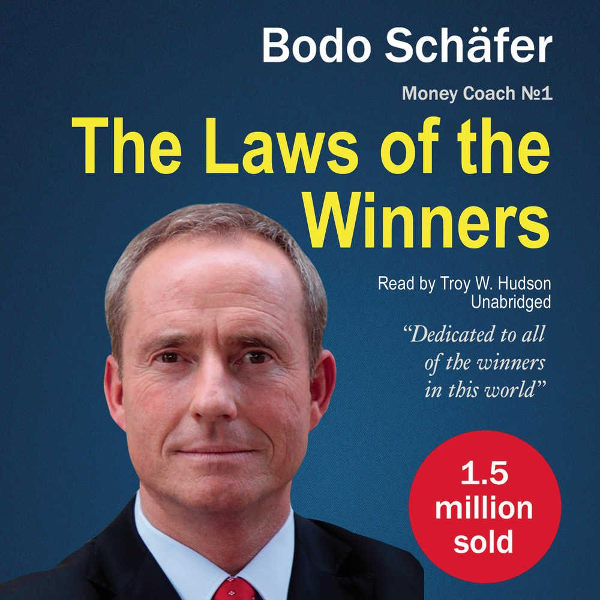 Bodo Schäfer
Money Coach №1
The Laws of the
Winners
Read by Troy W. Hudson
Unabridged
“Dedicated to all
of the winners
in this world”
1.5
million
sold